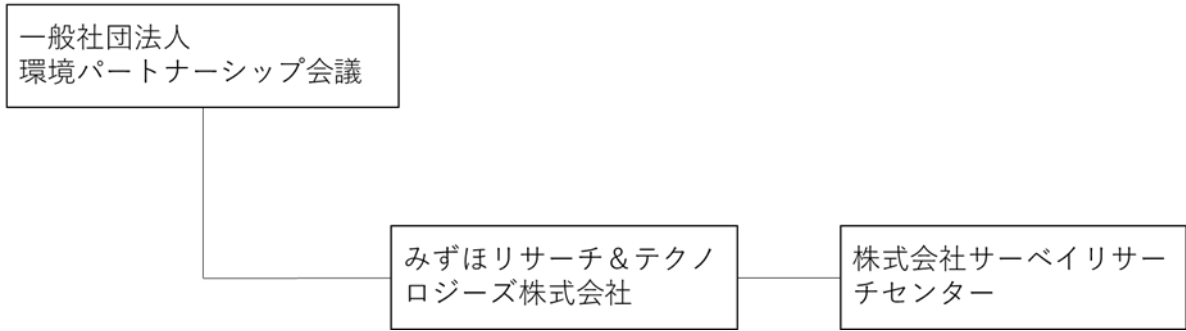 一般社団法人
環境パートナーシップ会議
みずほリサーチ＆テクノ
ロジーズ株式会社
株式会社サーベイリサー
チセンター